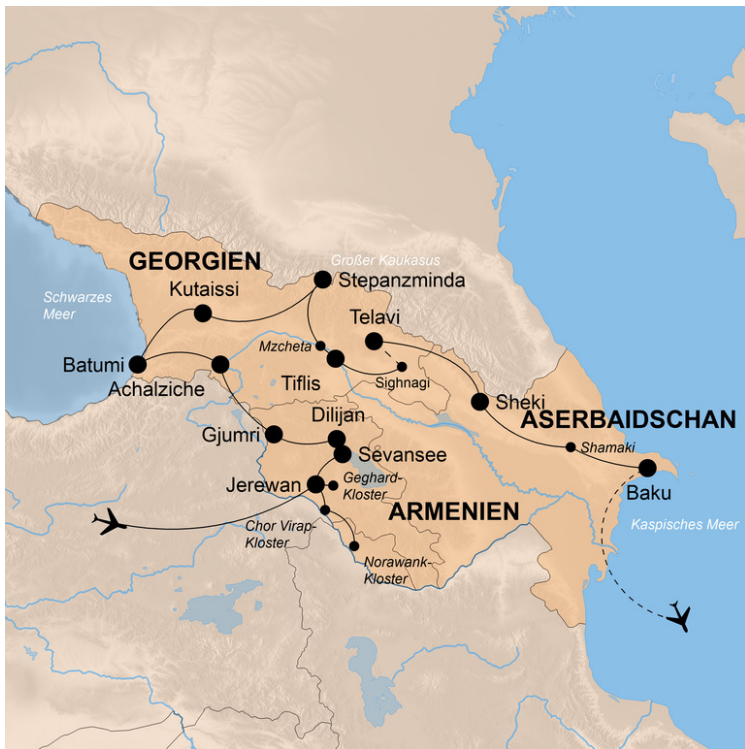 GEORGIEN
Großer Kaukasus
Stepanzminda
Kutaissi
Schwarzes
Meer
Telavi
Mzcheta
Batumi
Achalziche
Tiflis
Sighnagi
Sheki
ASERBAIDSCHAN
Dilijan
Gjumri
Sevansee
Shamaki
Baku
Jerewan
Geghard-
Kloster
ARMENIEN
Chor Virap-
Kloster
Kaspisches Meer
Norawank-
Kloster